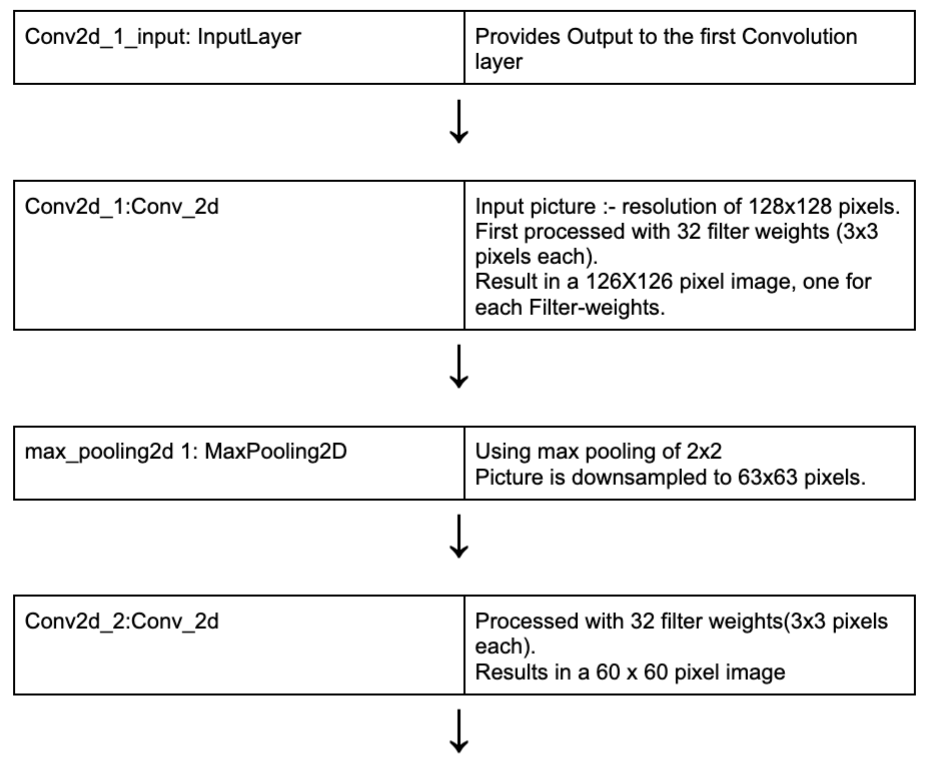 Conv2d_1_input: InputLayer
Provides Output to the first Convolution
layer
Conv2d_1:Conv_2d
Input picture :- resolution of 128x128 pixels.
First processed with 32 filter weights (3x3
pixels each).
Result in a 126X126 pixel image, one for
each Filter-weights.
max_pooling2d 1: MaxPooling2D
Using max pooling of 2x2
Picture is downsampled to 63x63 pixels.
Conv2d_2:Conv_2d
Processed with 32 filter weights(3x3 pixels
each).
Results in a 60 x 60 pixel image